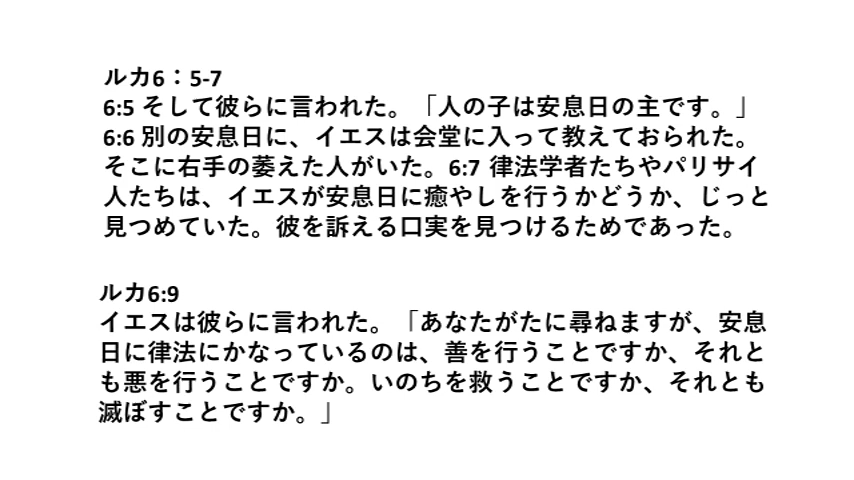 ルカ6：5-7
6:5 そして彼らに言われた。「人の子は安息日の主です。」
6:6 別の安息日に、イエスは会堂に入って教えておられた。
そこに右手の萎えた人がいた。6:7 律法学者たちやパリサイ
人たちは、イエスが安息日に癒やしを行うかどうか、じっと
見つめていた。彼を訴える口実を見つけるためであった。
ルカ6:9
イエスは彼らに言われた。「あなたがたに尋ねますが、安息
日に律法にかなっているのは、善を行うことですか、それと
も悪を行うことですか。いのちを救うことですか、それとも
滅ぼすことですか。」